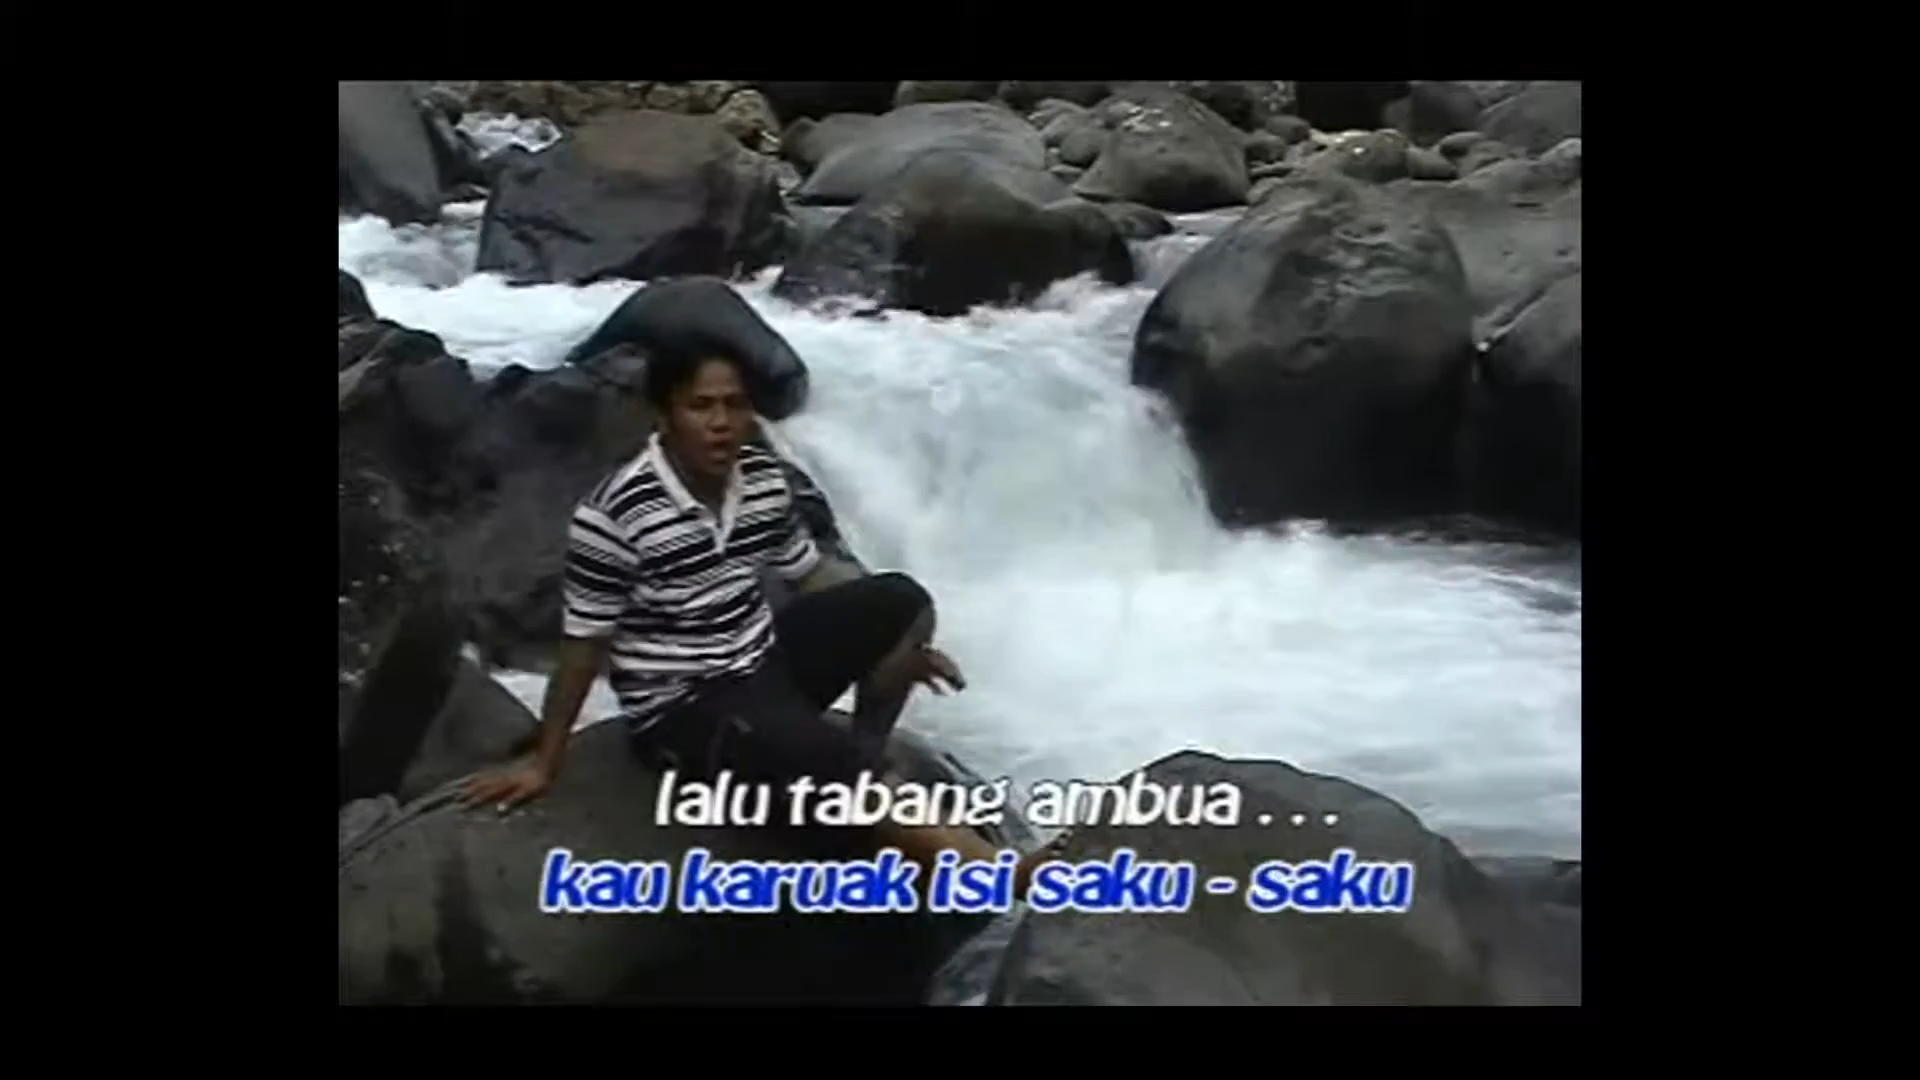 lalu tabang ambua . . .
kau karuak isi saku - saku